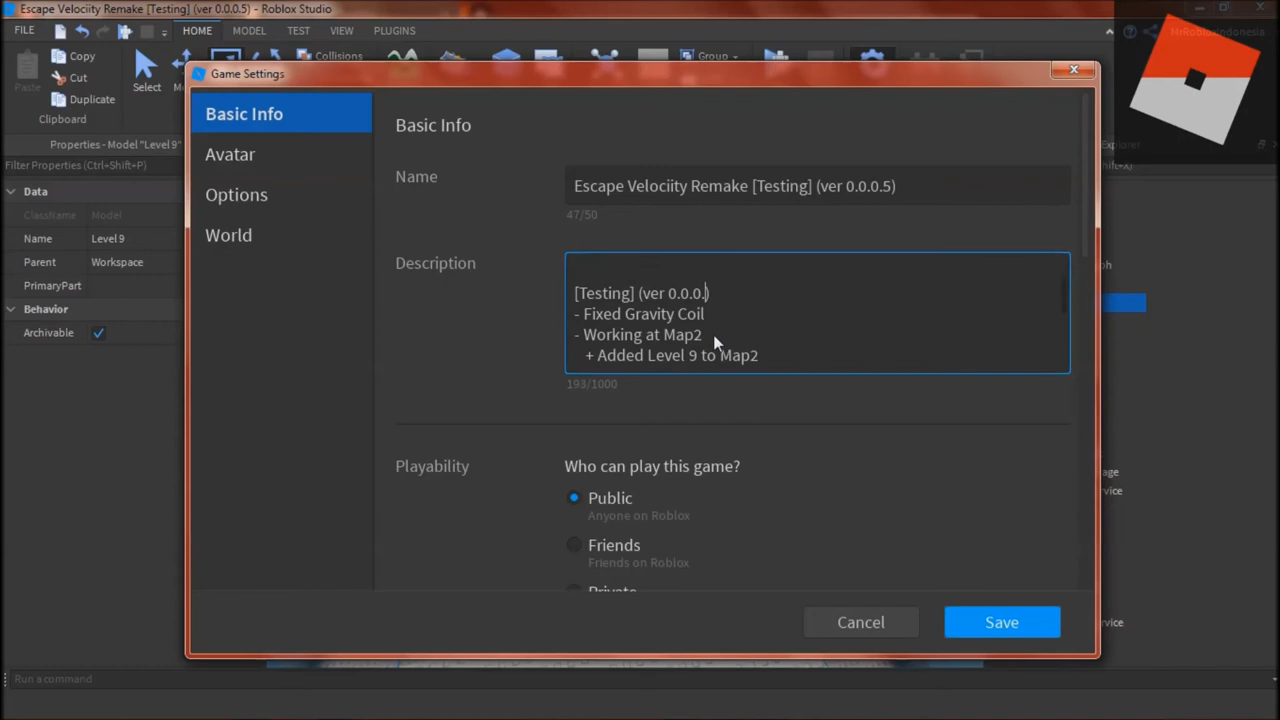 Escape Velociity Remake [Testing] (ver 0.0.0.5) - Roblox Studio
FILE
HOME
MODEL
TEST
VIEW
PLUGINS
MrRobloxIndonesia
Paste
Copy
Cut
Duplicate
Clipboard
Select
Collisions
Group
Game Settings
Properties - Model "Level 9"
Filter Properties (Ctrl+Shift+P)
Data
ClassName Model
Name Level 9
Parent Workspace
PrimaryPart
Behavior
Archivable
Basic Info
Avatar
Options
World
Basic Info
Name
Escape Velociity Remake [Testing] (ver 0.0.0.5)
47/50
Description
[Testing] (ver 0.0.0.)
- Fixed Gravity Coil
- Working at Map2
+ Added Level 9 to Map2
193/1000
Playability
Who can play this game?
Public
Anyone on Roblox
Friends
Friends on Roblox
Private
Cancel
Save
Run a command